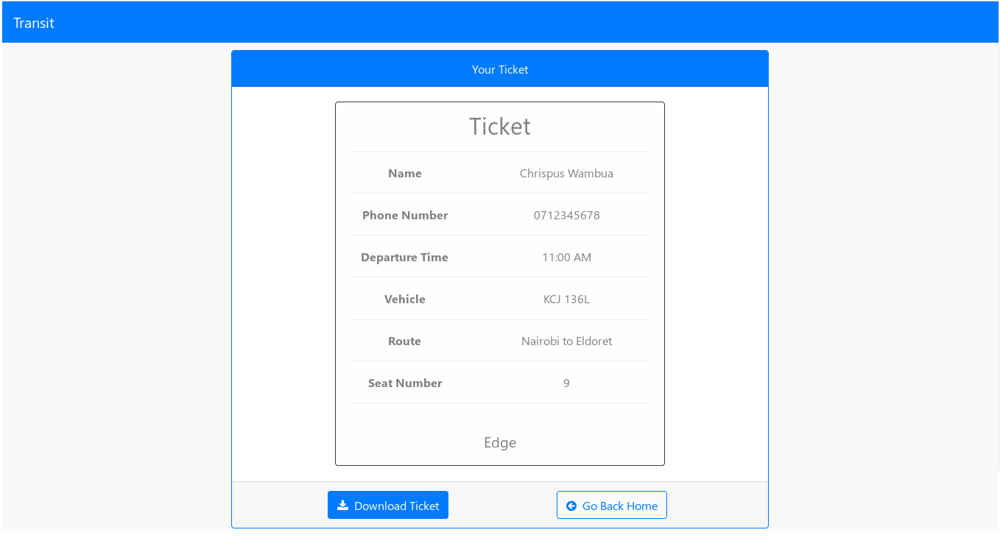 Transit
Your Ticket
Ticket
Name Chrispus Wambua
Phone Number 0712345678
Departure Time 11:00 AM
Vehicle KCJ 136L
Route Nairobi to Eldoret
Seat Number 9
Edge
Download Ticket Go Back Home